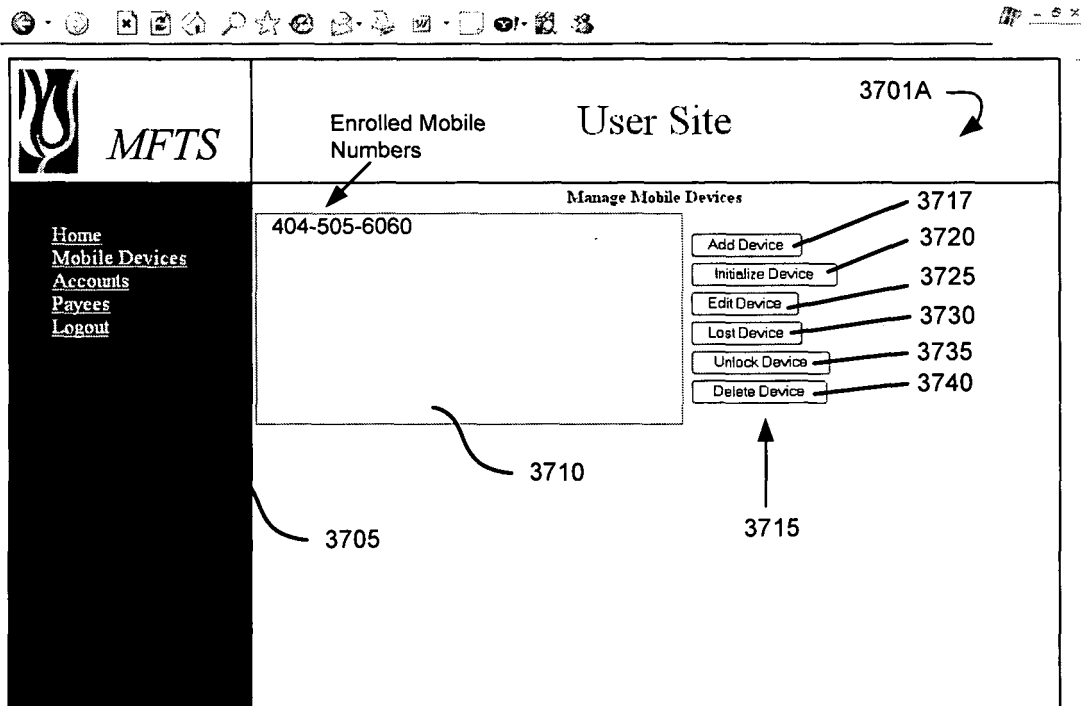 3701A
MFTS
User Site
Enrolled Mobile
Numbers
Manage Mobile Devices
Home
Mobile Devices
Accounts
Payees
Logout
404-505-6060
Add Device
3717
Initialize Device
3720
Edit Device
3725
Lost Device
3730
Unlock Device
3735
Delete Device
3740
3710
3715
3705